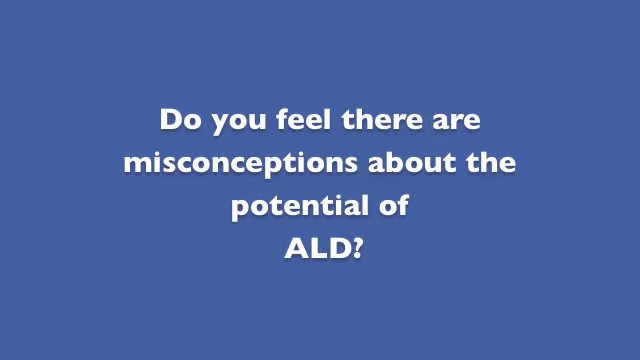 Do you feel there are
misconceptions about the
potential of
ALD?